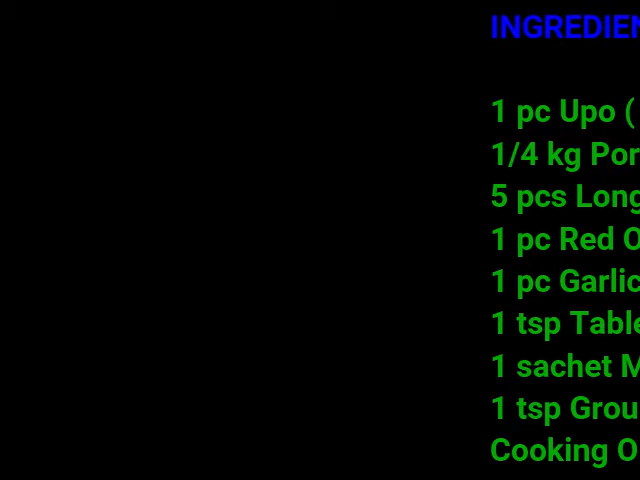 INGREDIEN
1 pc Upo (
1/4 kg Por
5 pcs Long
1 pc Red O
1 pc Garlic
1 tsp Table
1 sachet M
1 tsp Grou
Cooking O